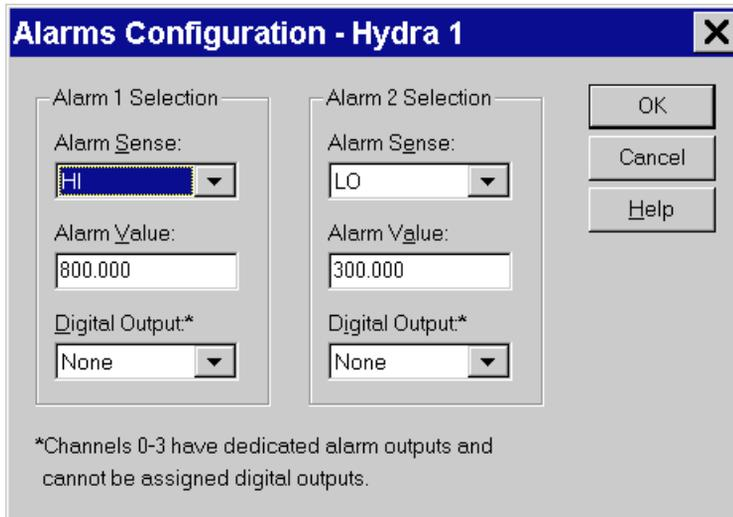 Alarms Configuration - Hydra 1
Alarm 1 Selection
Alarm Sense:
HI
Alarm Value:
800.000
Digital Output:*
None
Alarm 2 Selection
Alarm Sense:
LO
Alarm Value:
300.000
Digital Output:*
None
OK
Cancel
Help
*Channels 0-3 have dedicated alarm outputs and
cannot be assigned digital outputs.